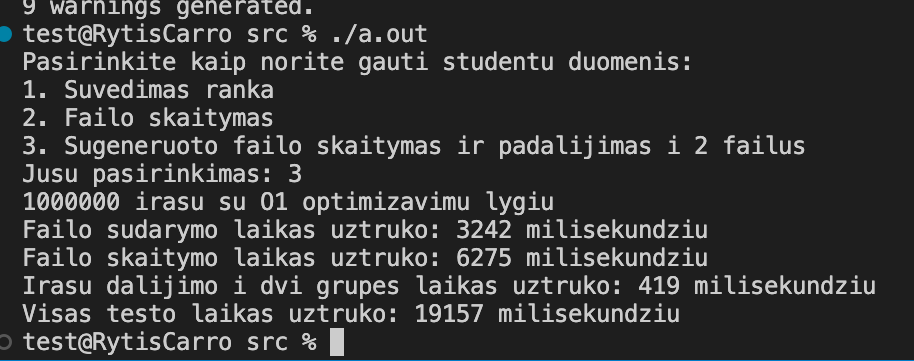 9 warnings generated.
test@RytisCarro src % ./a.out
Pasirinkite kaip norite gauti studentu duomenis:
1. Suvedimas ranka
2. Failo skaitymas
3. Sugeneruoto failo skaitymas ir padalijimas i 2 failus
Jusu pasirinkimas: 3
1000000 irasu su O1 optimizavimu lygiu
Failo sudarymo laikas uztruko: 3242 milisekundziu
Failo skaitymo laikas uztruko: 6275 milisekundziu
Irasu dalijimo i dvi grupes laikas uztruko: 419 milisekundziu
Visas testo laikas uztruko: 19157 milisekundziu
test@RytisCarro src %